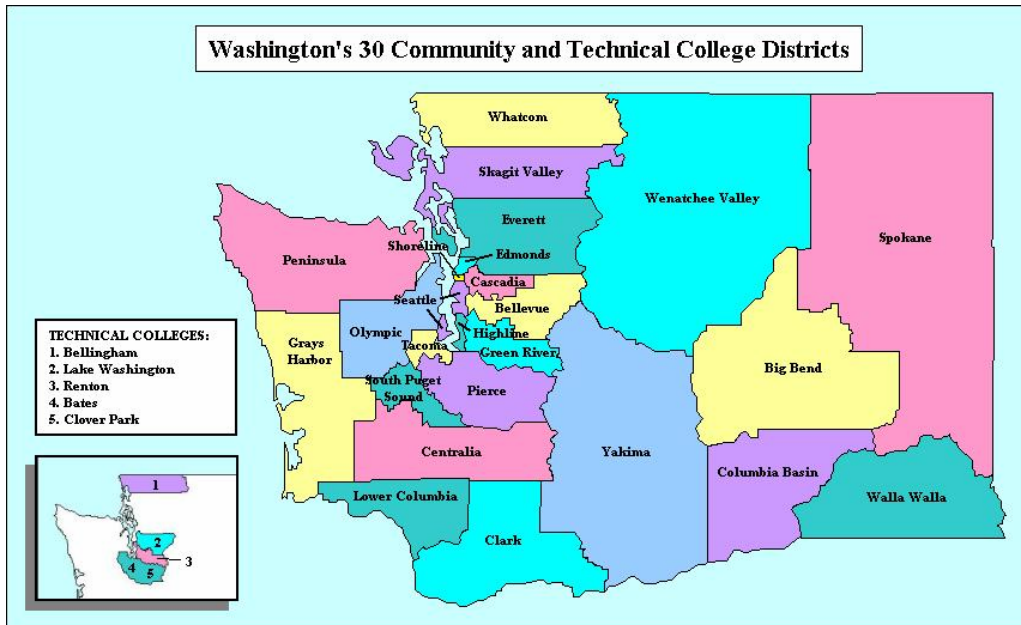 Washington's 30 Community and Technical College Districts
Whatcom
Skagit Valley
Wenatchee Valley
Everett
Spokane
Shoreline
Edmonds
Peninsula
Cascadia
Seattle
Bellevue
Olympic
Highline
Grays
Harbor
Tacoma
Green River
Big Bend
South Puget
Sound
Pierce
Centralia
Yakima
Columbia Basin
Lower Columbia
Walla Walla
Clark
TECHNICAL COLLEGES:
1. Bellingham
2. Lake Washington
3. Renton
4. Bates
5. Clover Park
1
2
3
4
5